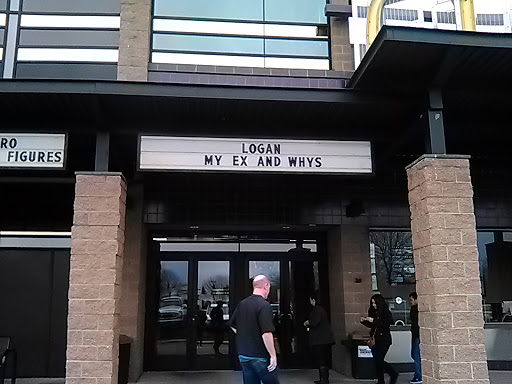 RO
FIGURES
LOGAN
MY EX AND WHYS